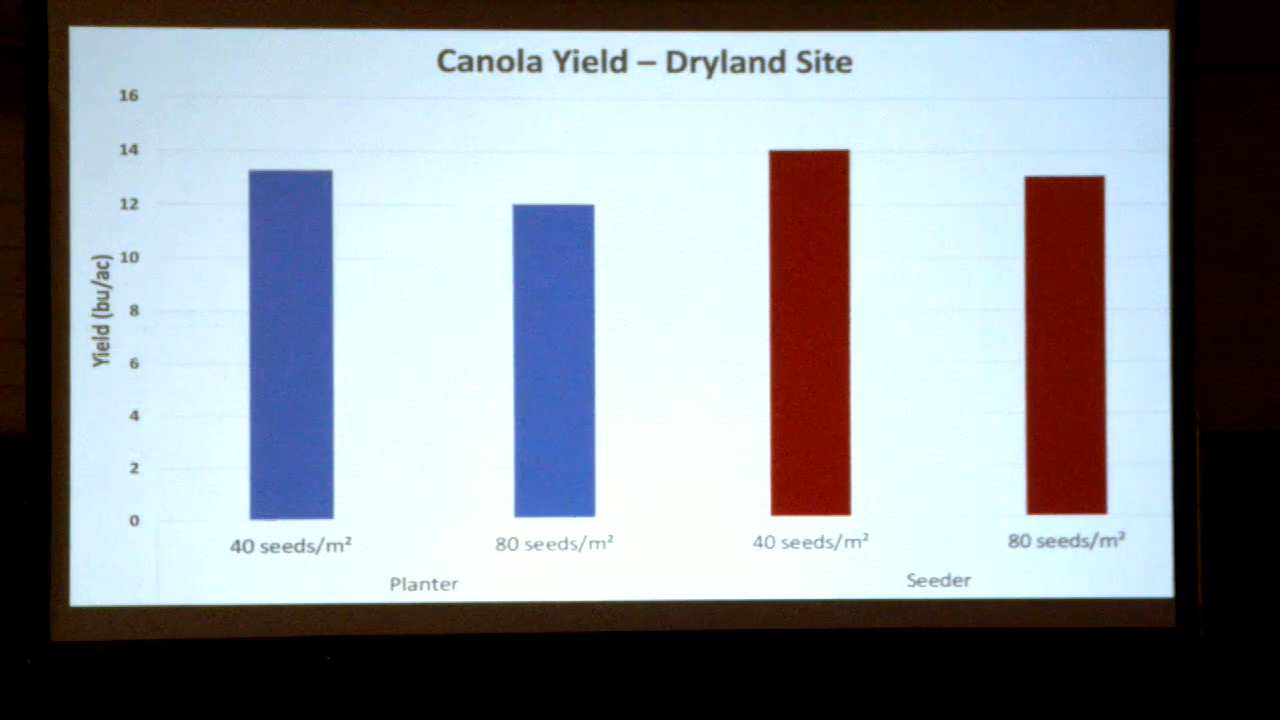 Canola Yield – Dryland Site
16
14
12
10
8
6
4
2
0
Yield (bu/ac)
40 seeds/m² 80 seeds/m² 40 seeds/m² 80 seeds/m²
Planter Seeder